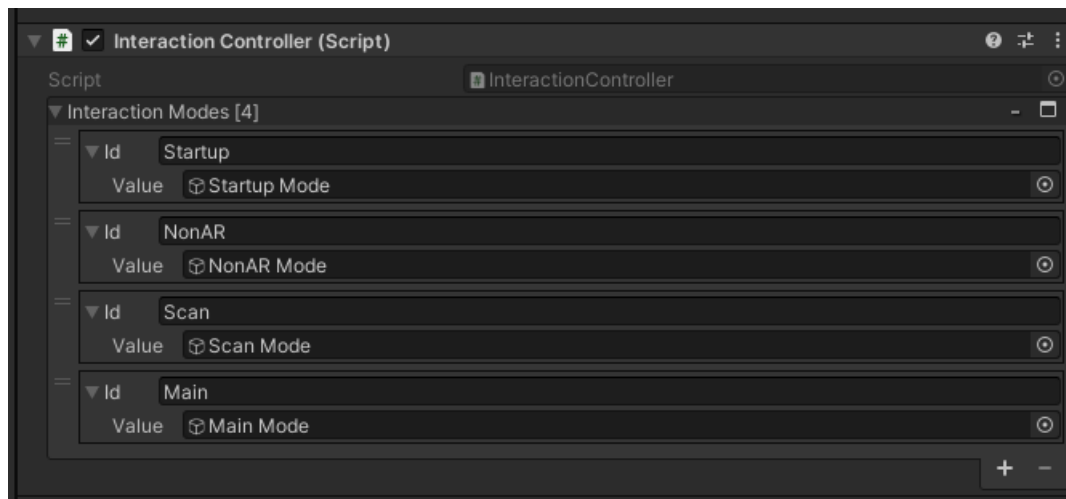 Interaction Controller (Script)
Script InteractionController
Interaction Modes [4]
Id Startup
Value Startup Mode
Id NonAR
Value NonAR Mode
Id Scan
Value Scan Mode
Id Main
Value Main Mode